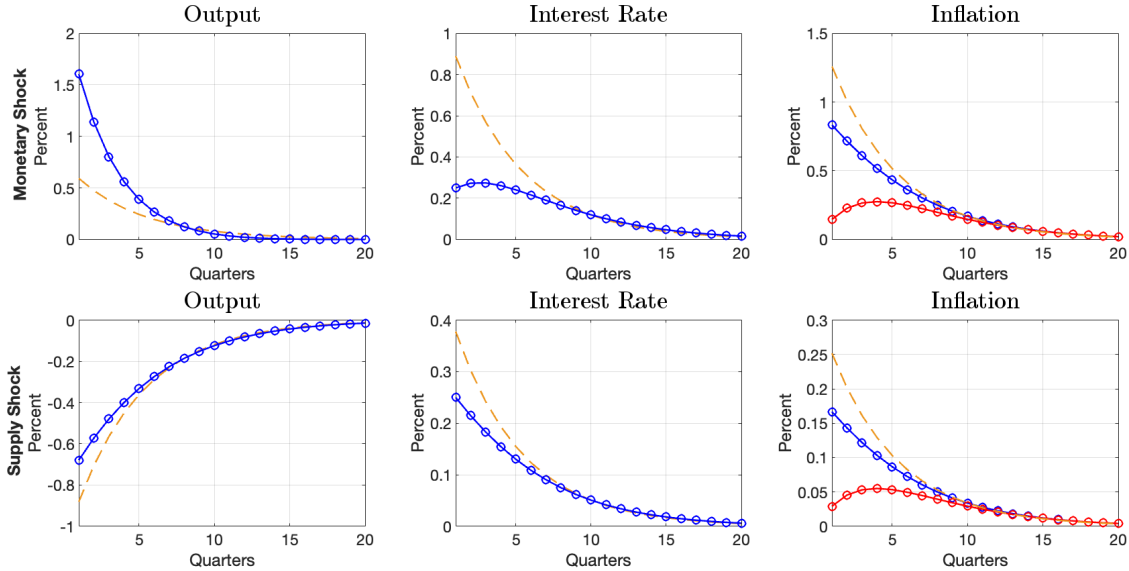 Output
Interest Rate
Inflation
Monetary Shock
Percent
2
1.5
1
0.5
0
5
10
15
20
Quarters
Percent
1
0.8
0.6
0.4
0.2
0
5
10
15
20
Quarters
Percent
1.5
1
0.5
0
5
10
15
20
Quarters
Output
Interest Rate
Inflation
Supply Shock
Percent
0
-0.2
-0.4
-0.6
-0.8
-1
5
10
15
20
Quarters
Percent
0.4
0.3
0.2
0.1
0
5
10
15
20
Quarters
Percent
0.3
0.25
0.2
0.15
0.1
0.05
0
5
10
15
20
Quarters